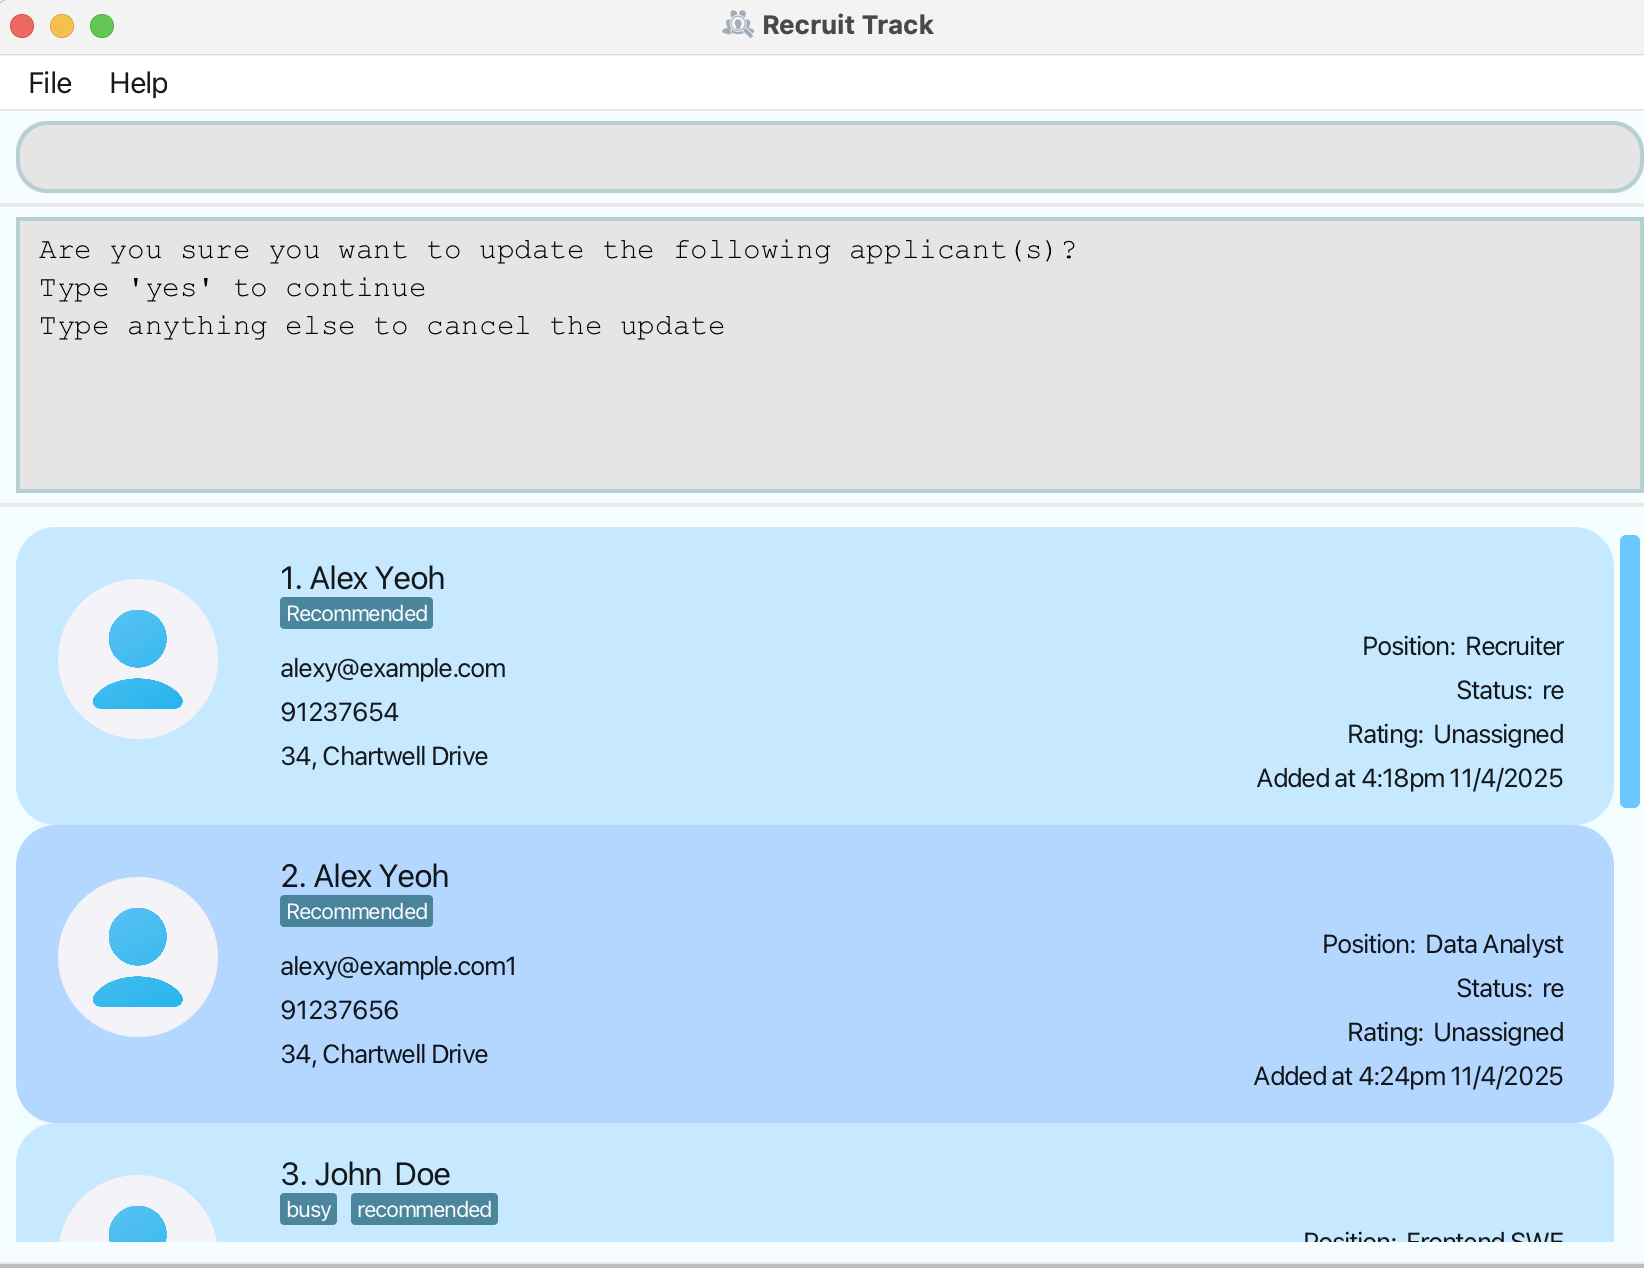 Recruit Track
File Help
Are you sure you want to update the following applicant(s)?
Type 'yes' to continue
Type anything else to cancel the update
1. Alex Yeoh
Recommended
alexy@example.com
91237654
34, Chartwell Drive
Position: Recruiter
Status: re
Rating: Unassigned
Added at 4:18pm 11/4/2025
2. Alex Yeoh
Recommended
alexy@example.com1
91237656
34, Chartwell Drive
Position: Data Analyst
Status: re
Rating: Unassigned
Added at 4:24pm 11/4/2025
3. John  Doe
busy recommended
Position: Frontend SWE